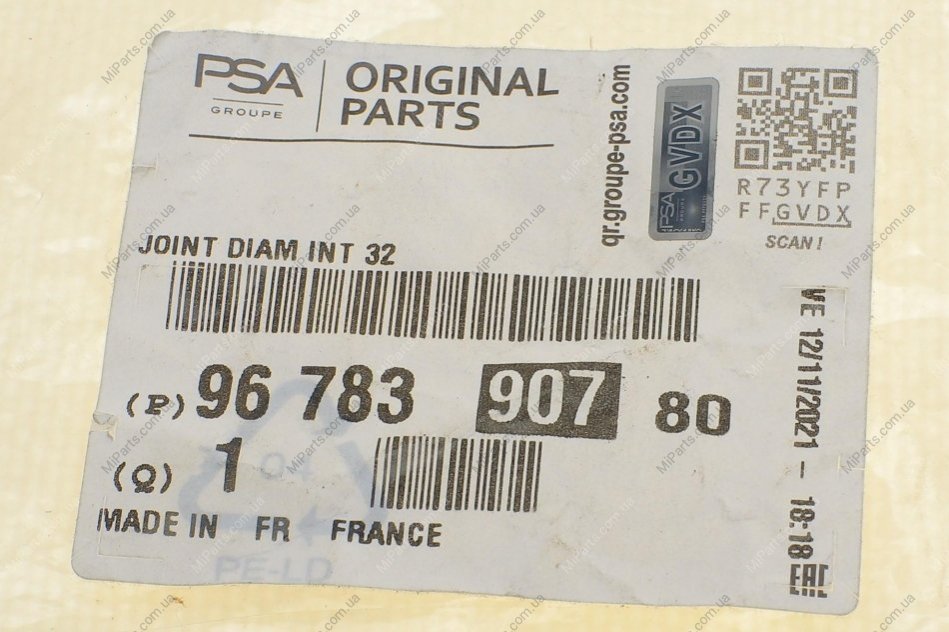 PSA
GROUPE
ORIGINAL
PARTS
qr.groupe-psa.com
GVDX
PSA
R73YFP
FFGVDX
SCAN!
JOINT DIAM INT 32
(P) 96 783 907 80
(Q) 1
MADE IN FR FRANCE
VE 12/11/2021 - 18:18
EAC
PE-LD
MiParts.com.ua